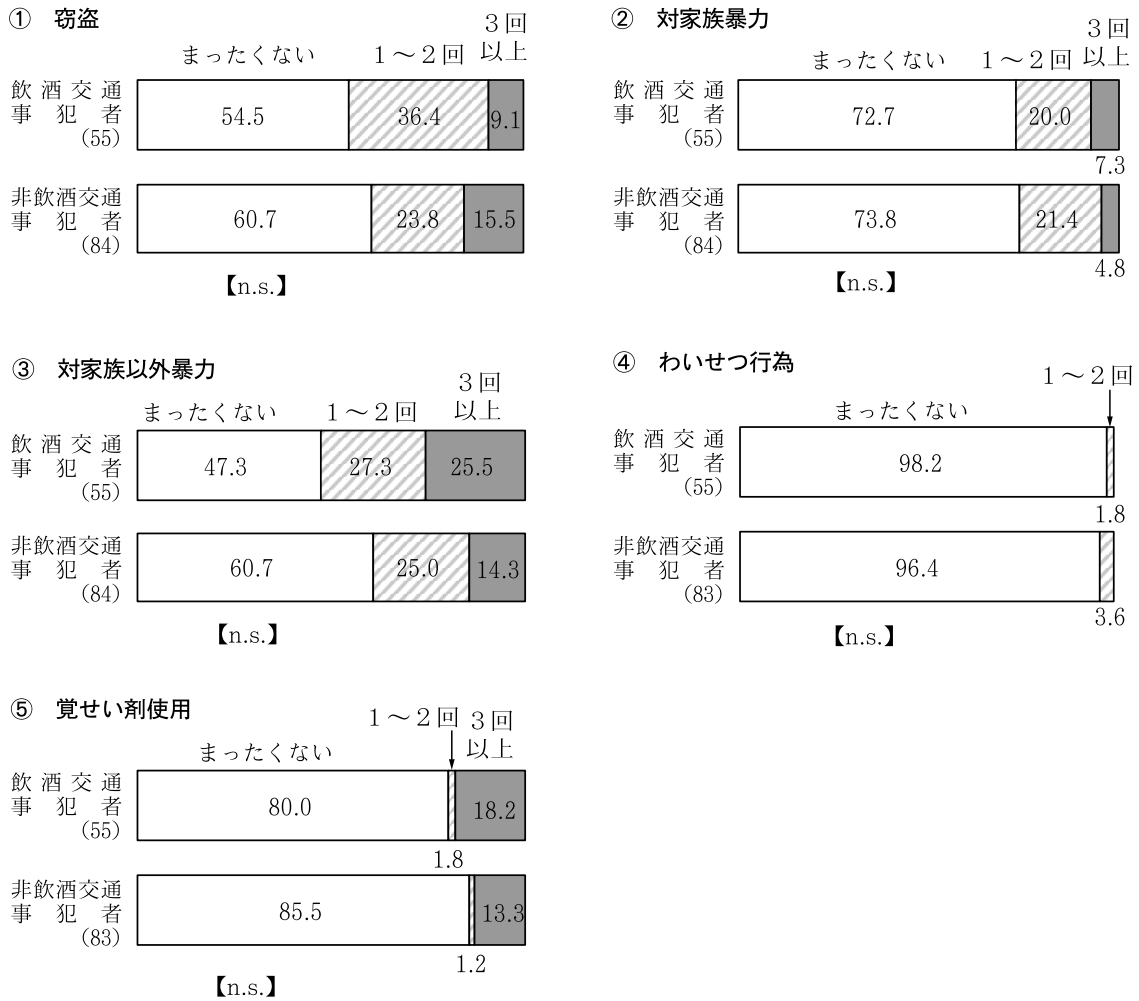 ① 窃盗
３回
まったくない １～２回 以上
飲酒交通
事犯者
(55)
54.5 36.4 9.1
非飲酒交通
事犯者
(84)
60.7 23.8 15.5
【n.s.】
② 対家族暴力
３回
まったくない １～２回 以上
飲酒交通
事犯者
(55)
72.7 20.0
7.3
非飲酒交通
事犯者
(84)
73.8 21.4
4.8
【n.s.】
③ 対家族以外暴力
３回
まったくない １～２回 以上
飲酒交通
事犯者
(55)
47.3 27.3 25.5
非飲酒交通
事犯者
(84)
60.7 25.0 14.3
【n.s.】
④ わいせつ行為
１～２回
まったくない
飲酒交通
事犯者
(55)
98.2
1.8
非飲酒交通
事犯者
(83)
96.4
3.6
【n.s.】
⑤ 覚せい剤使用
１～２回 ３回
まったくない 以上
飲酒交通
事犯者
(55)
80.0 18.2
1.8
非飲酒交通
事犯者
(83)
85.5 13.3
1.2
【n.s.】